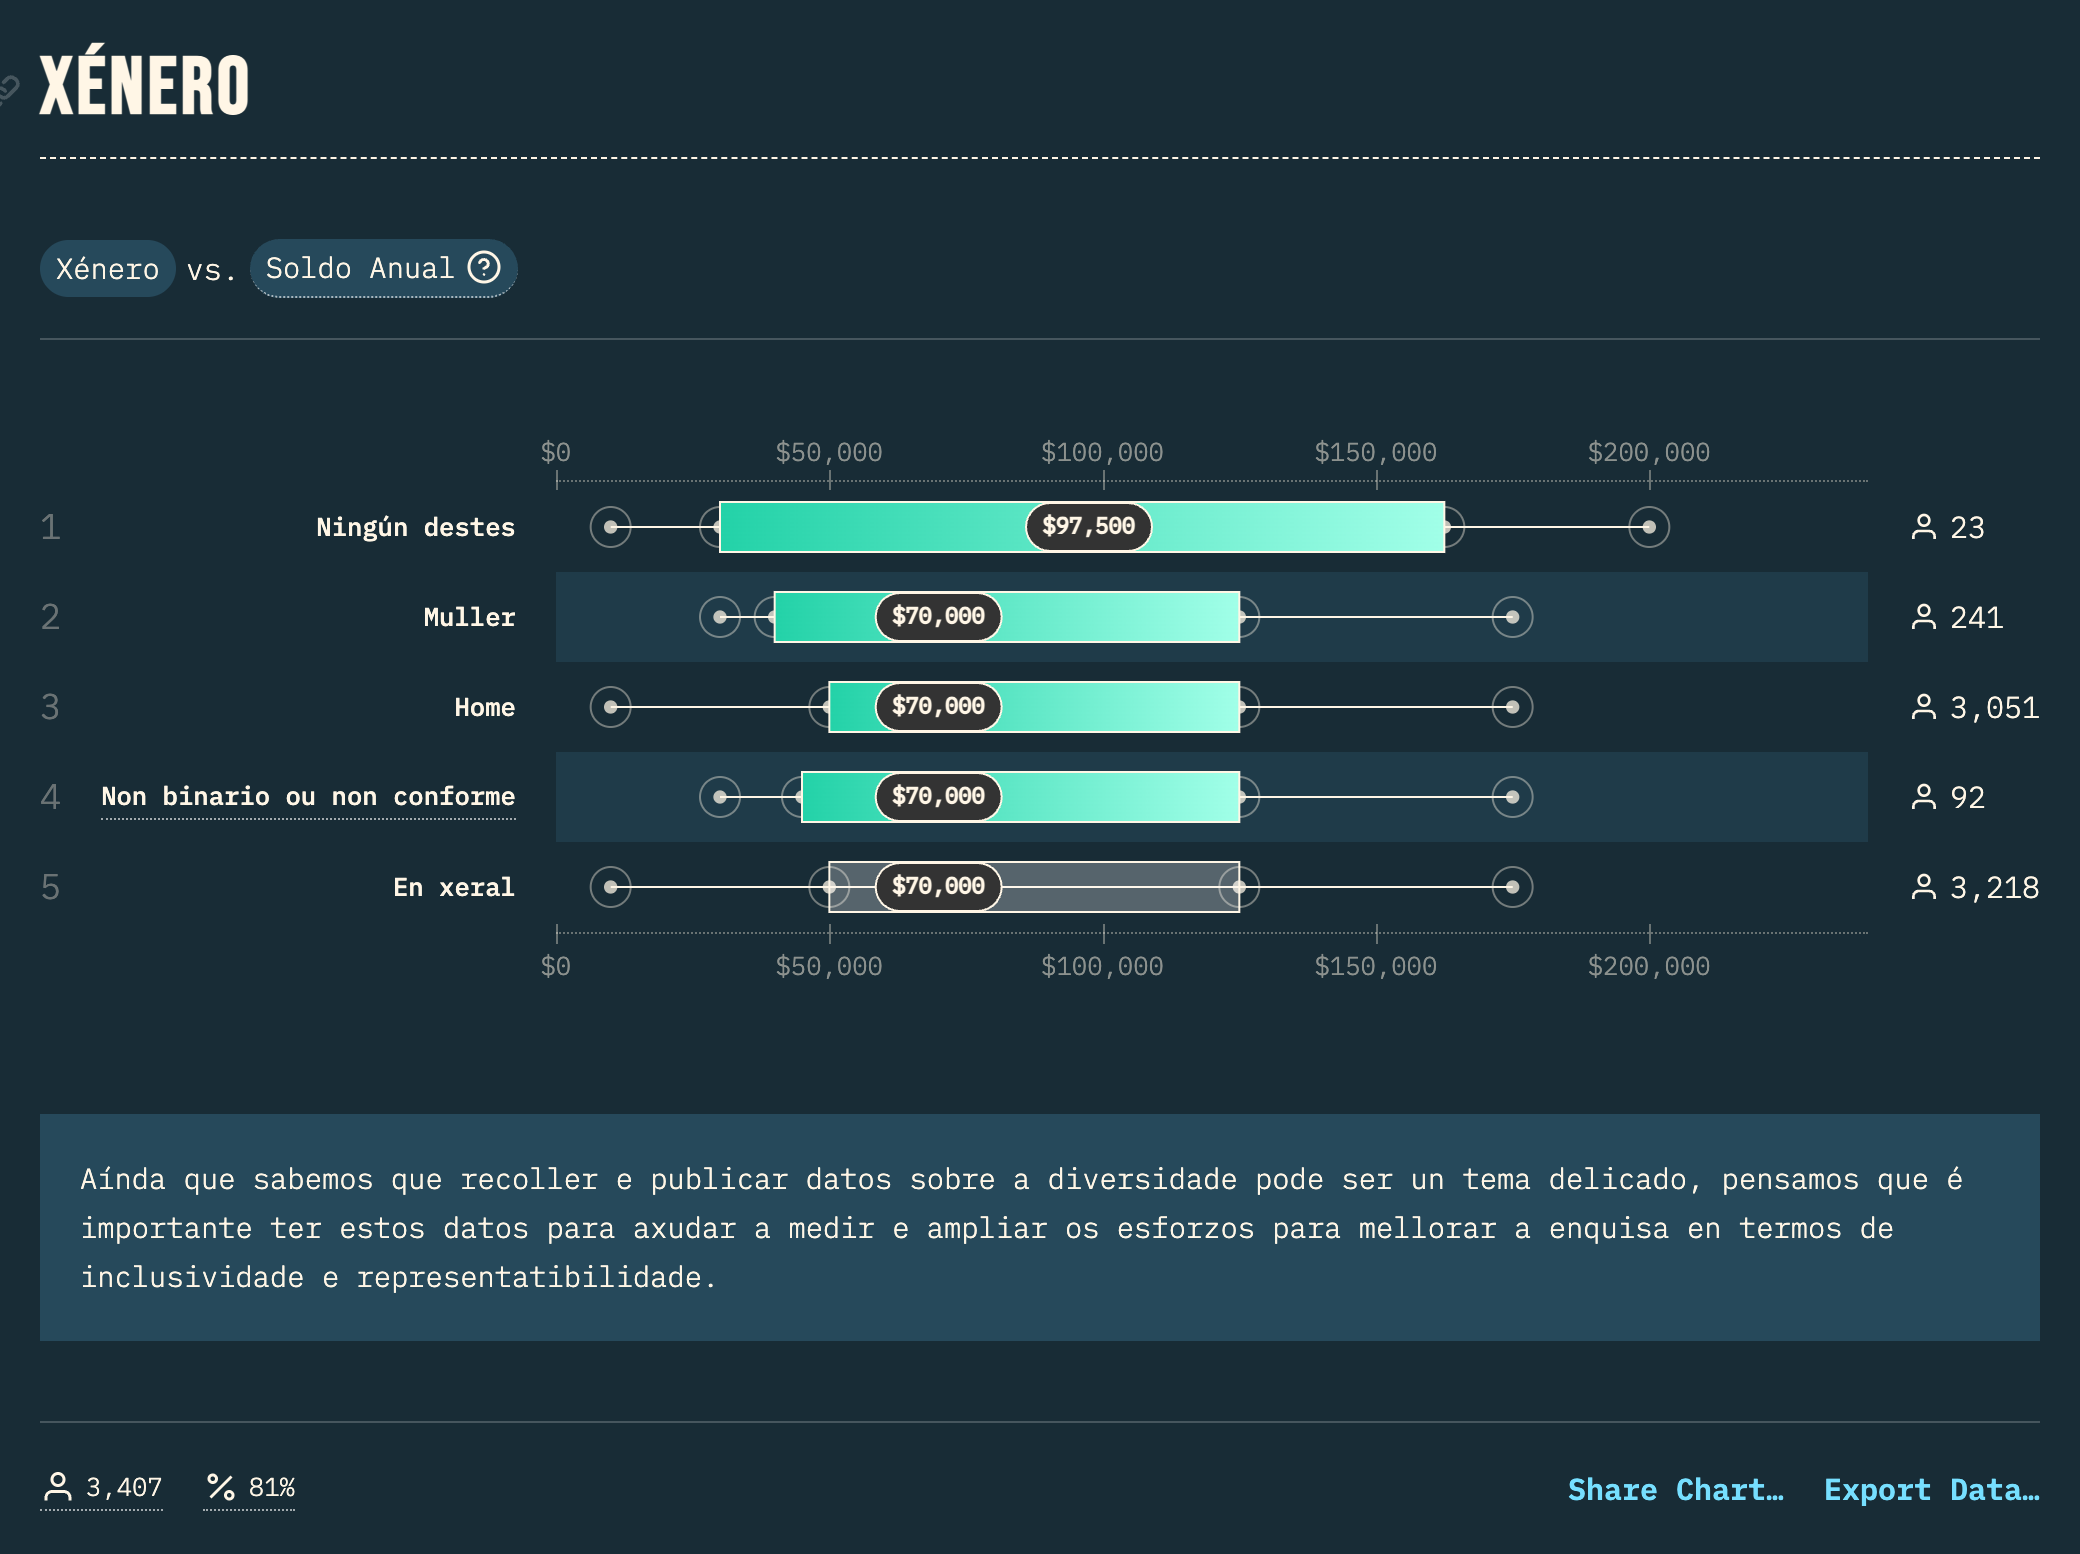 XÉNERO
Xénero vs. Soldo Anual
$0 $50,000 $100,000 $150,000 $200,000
1 Ningún destes $97,500 23
2 Muller $70,000 241
3 Home $70,000 3,051
4 Non binario ou non conforme $70,000 92
5 En xeral $70,000 3,218
$0 $50,000 $100,000 $150,000 $200,000
Aínda que sabemos que recoller e publicar datos sobre a diversidade pode ser un tema delicado, pensamos que é
importante ter estos datos para axudar a medir e ampliar os esforzos para mellorar a enquisa en termos de
inclusividade e representatibilidade.
3,407 81% Share Chart… Export Data…